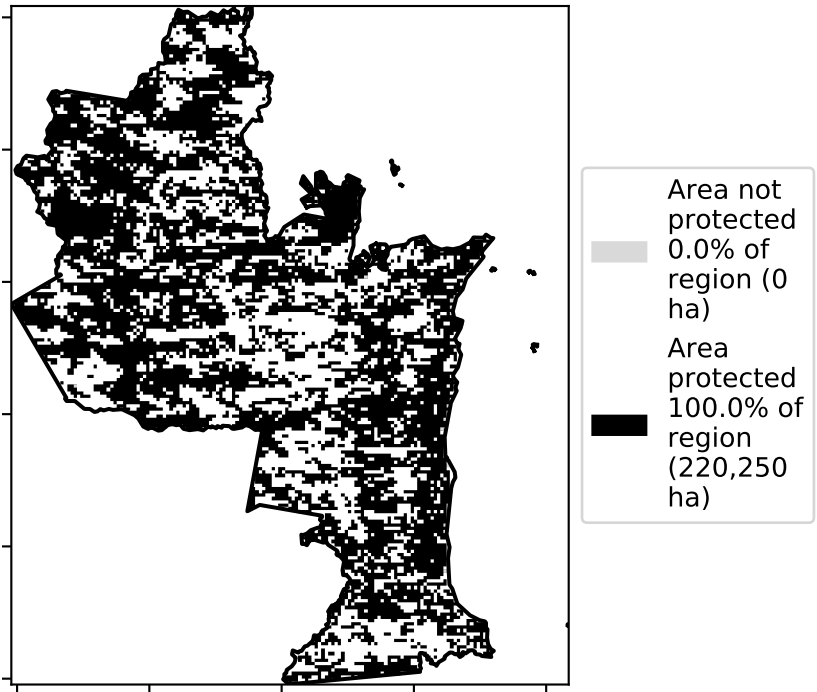 Area not
protected
0.0% of
region (0
ha)
Area
protected
100.0% of
region
(220,250
ha)